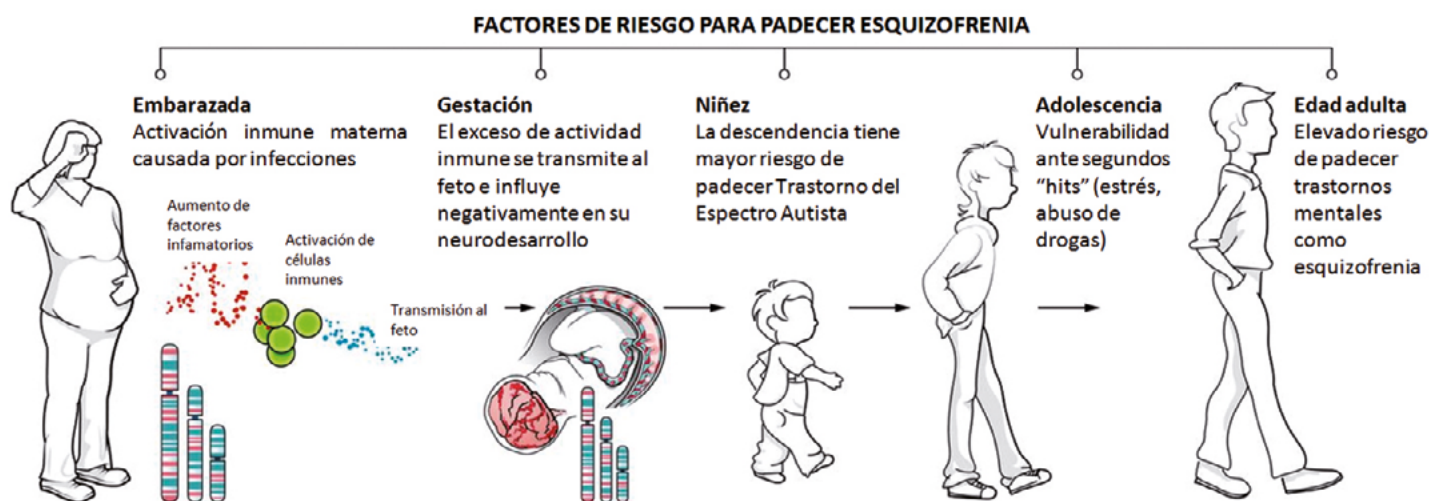 FACTORES DE RIESGO PARA PADECER ESQUIZOFRENIA
Embarazada
Activación inmune materna
causada por infecciones
Aumento de
factores
infamatorios
Activación de
células
inmunes
Transmisión al
feto
Gestación
El exceso de actividad
inmune se transmite al
feto e influye
negativamente en su
neurodesarrollo
Niñez
La descendencia tiene
mayor riesgo de
padecer Trastorno del
Espectro Autista
Adolescencia
Vulnerabilidad
ante segundos
“hits” (estrés,
abuso de
drogas)
Edad adulta
Elevado riesgo
de padecer
trastornos
mentales
como
esquizofrenia